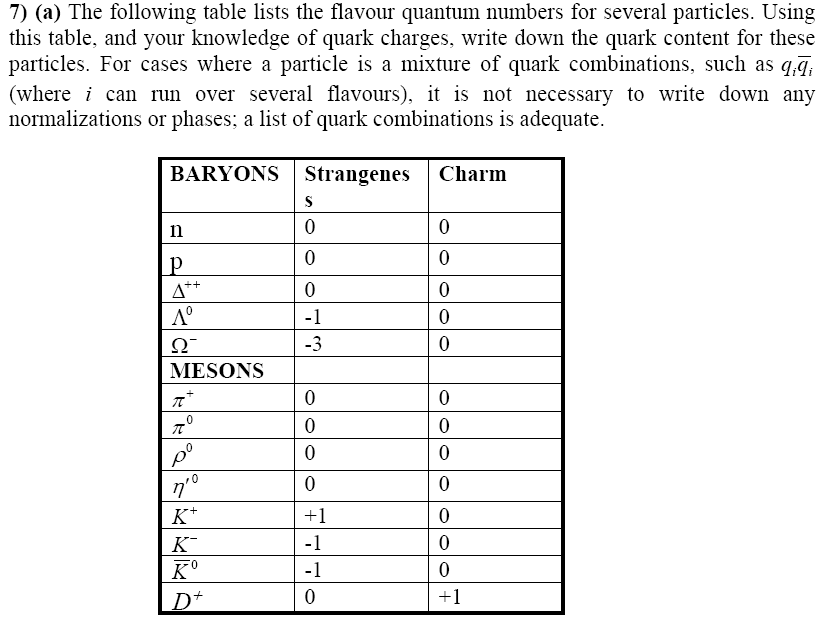 7) (a) The following table lists the flavour quantum numbers for several particles. Using
this table, and your knowledge of quark charges, write down the quark content for these
particles. For cases where a particle is a mixture of quark combinations, such as qᵢq̅ᵢ
(where i can run over several flavours), it is not necessary to write down any
normalizations or phases; a list of quark combinations is adequate.
BARYONS Strangenes Charm
s
n 0 0
p 0 0
Δ⁺⁺ 0 0
Λ⁰ -1 0
Ω⁻ -3 0
MESONS
π⁺ 0 0
π⁰ 0 0
ρ⁰ 0 0
η′⁰ 0 0
K⁺ +1 0
K⁻ -1 0
K̅⁰ -1 0
D⁺ 0 +1